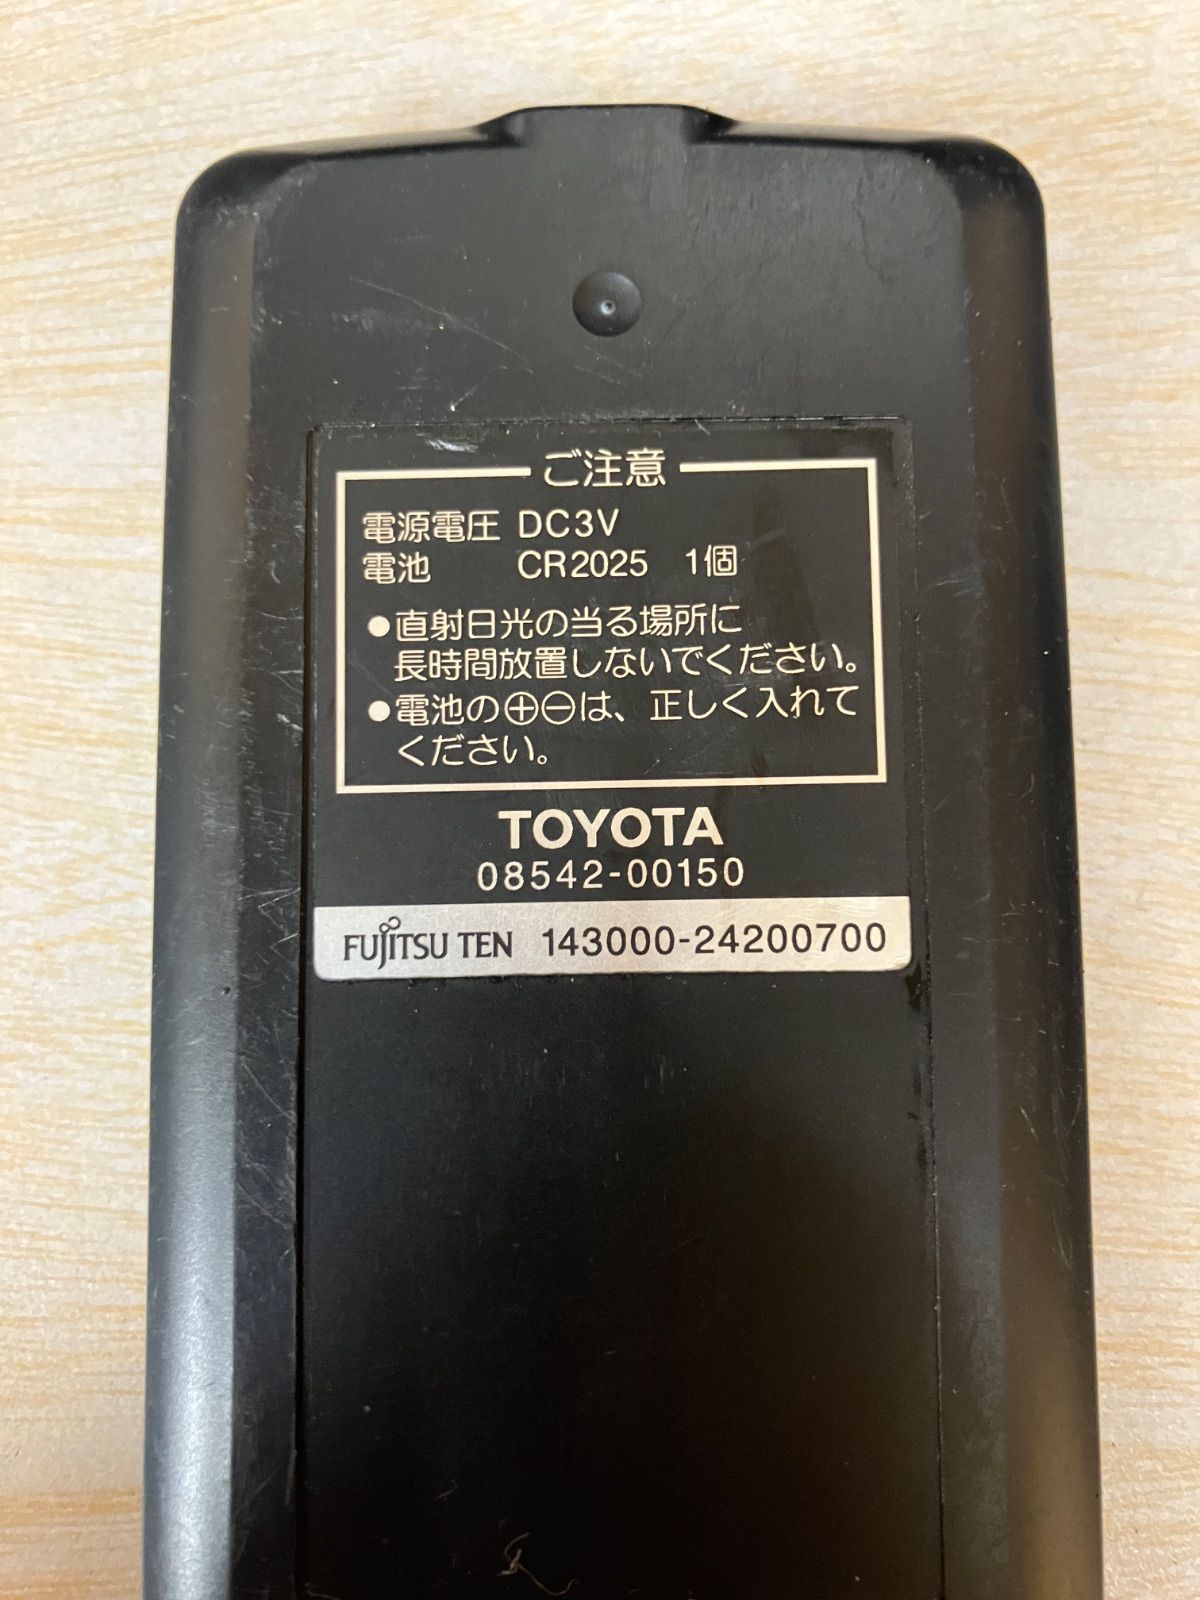 ご注意
電源電圧 DC3V
電池 CR2025 1個
●直射日光の当る場所に
長時間放置しないでください。
●電池の⊕⊖は、正しく入れて
ください。
TOYOTA
08542-00150
FUJITSU TEN 143000-24200700